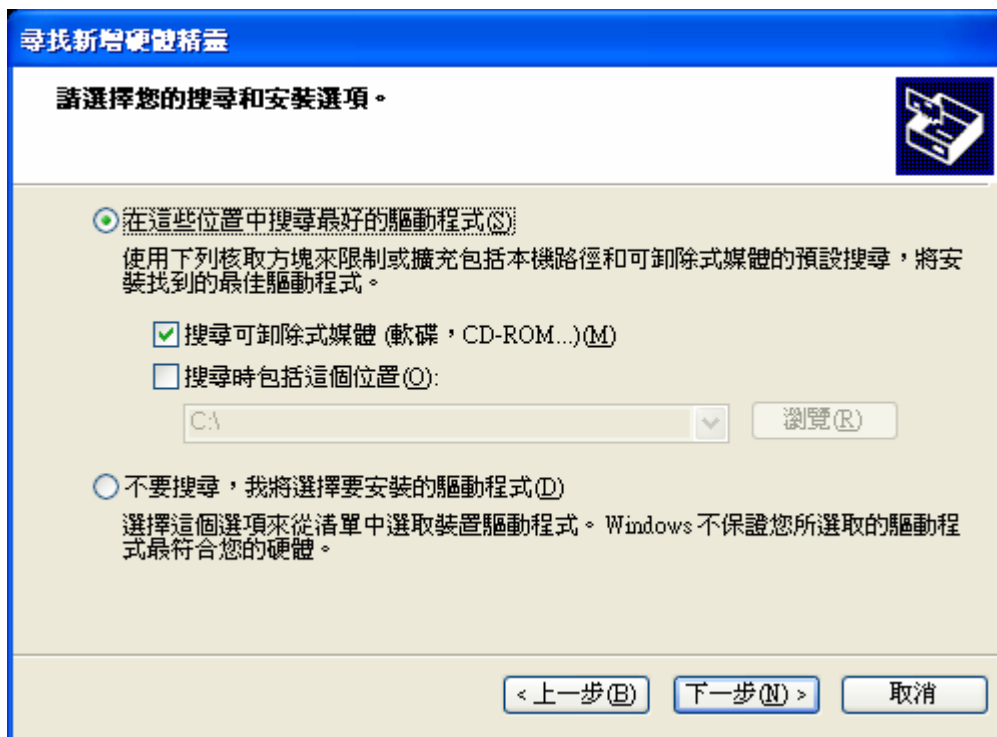 尋找新增硬體精靈
請選擇您的搜尋和安裝選項。
在這些位置中搜尋最好的驅動程式(S)
使用下列核取方塊來限制或擴充包括本機路徑和可卸除式媒體的預設搜尋，將安
裝找到的最佳驅動程式。
搜尋可卸除式媒體 (軟碟，CD-ROM...)(M)
搜尋時包括這個位置(O):
C:\
瀏覽(R)
不要搜尋，我將選擇要安裝的驅動程式(D)
選擇這個選項來從清單中選取裝置驅動程式。Windows 不保證您所選取的驅動程
式最符合您的硬體。
< 上一步(B)
下一步(N) >
取消